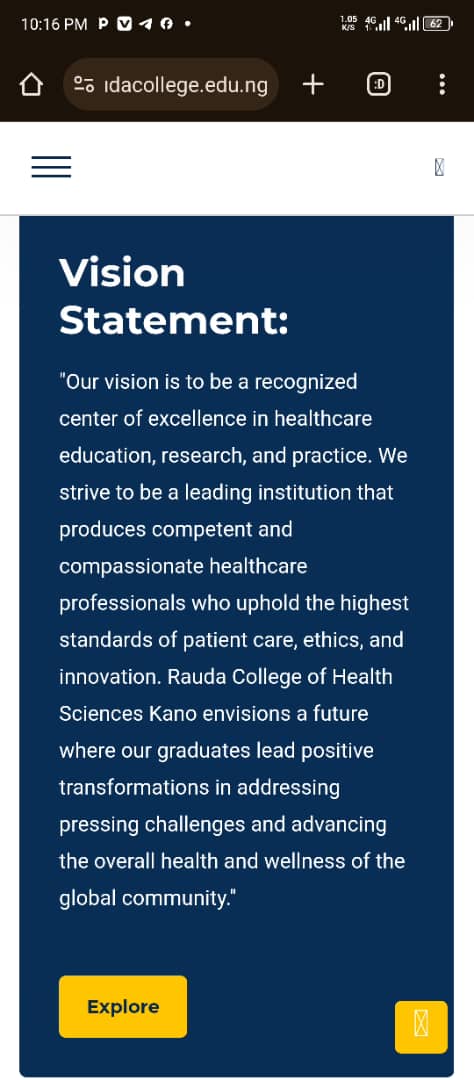 10:16 PM
1.05 K/S 4G 4G 62
idacollege.edu.ng
:D
Vision
Statement:
"Our vision is to be a recognized
center of excellence in healthcare
education, research, and practice. We
strive to be a leading institution that
produces competent and
compassionate healthcare
professionals who uphold the highest
standards of patient care, ethics, and
innovation. Rauda College of Health
Sciences Kano envisions a future
where our graduates lead positive
transformations in addressing
pressing challenges and advancing
the overall health and wellness of the
global community."
Explore